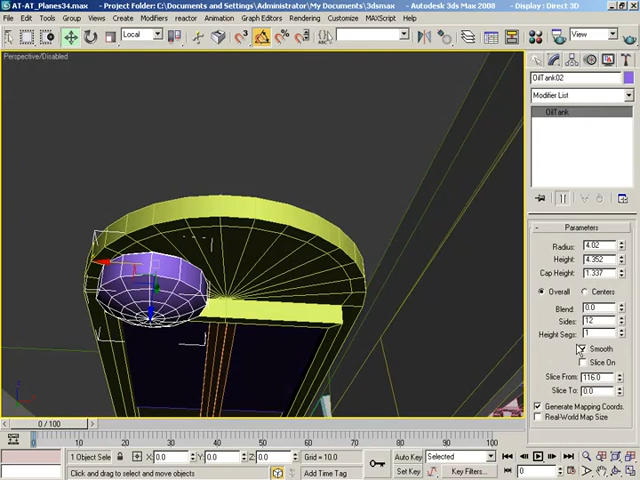 AT-AT_Planes34.max - Project Folder: C:\Documents and Settings\Administrator\My Documents\3dsmax - Autodesk 3ds Max 2008 - Display : Direct 3D
File Edit Tools Group Views Create Modifiers reactor Animation Graph Editors Rendering Customize MAXScript Help
Local View
Perspective/Disabled
OilTank02
Modifier List
OilTank
Parameters
Radius: 4.02
Height: 4.352
Cap Height: 1.337
Overall Centers
Blend: 0.0
Sides: 12
Height Segs: 1
Smooth
Slice On
Slice From: 116.0
Slice To: 0.0
Generate Mapping Coords.
Real-World Map Size
0 / 100
0 10 20 30 40 50 60 70 80 90 100
1 Object Sele X: 0.0 Y: 0.0 Z: 0.0 Grid = 10.0 Auto Key Selected
Click and drag to select and move objects Add Time Tag Set Key Key Filters... 0